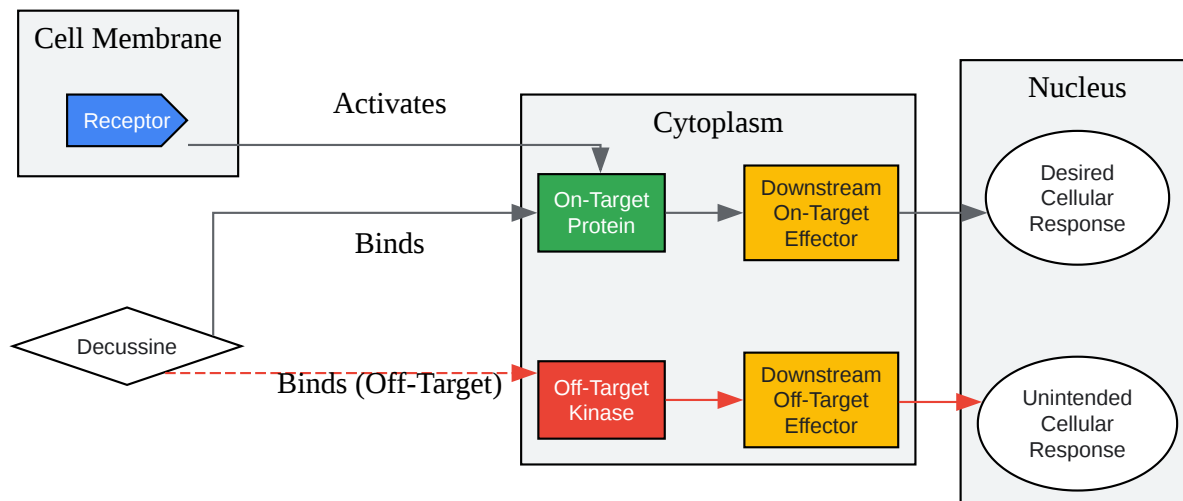 Cell Membrane
Receptor
Activates
Cytoplasm
Nucleus
On-Target
Protein
Downstream
On-Target
Effector
Desired
Cellular
Response
Binds
Decussine
Binds (Off-Target)
Off-Target
Kinase
Downstream
Off-Target
Effector
Unintended
Cellular
Response